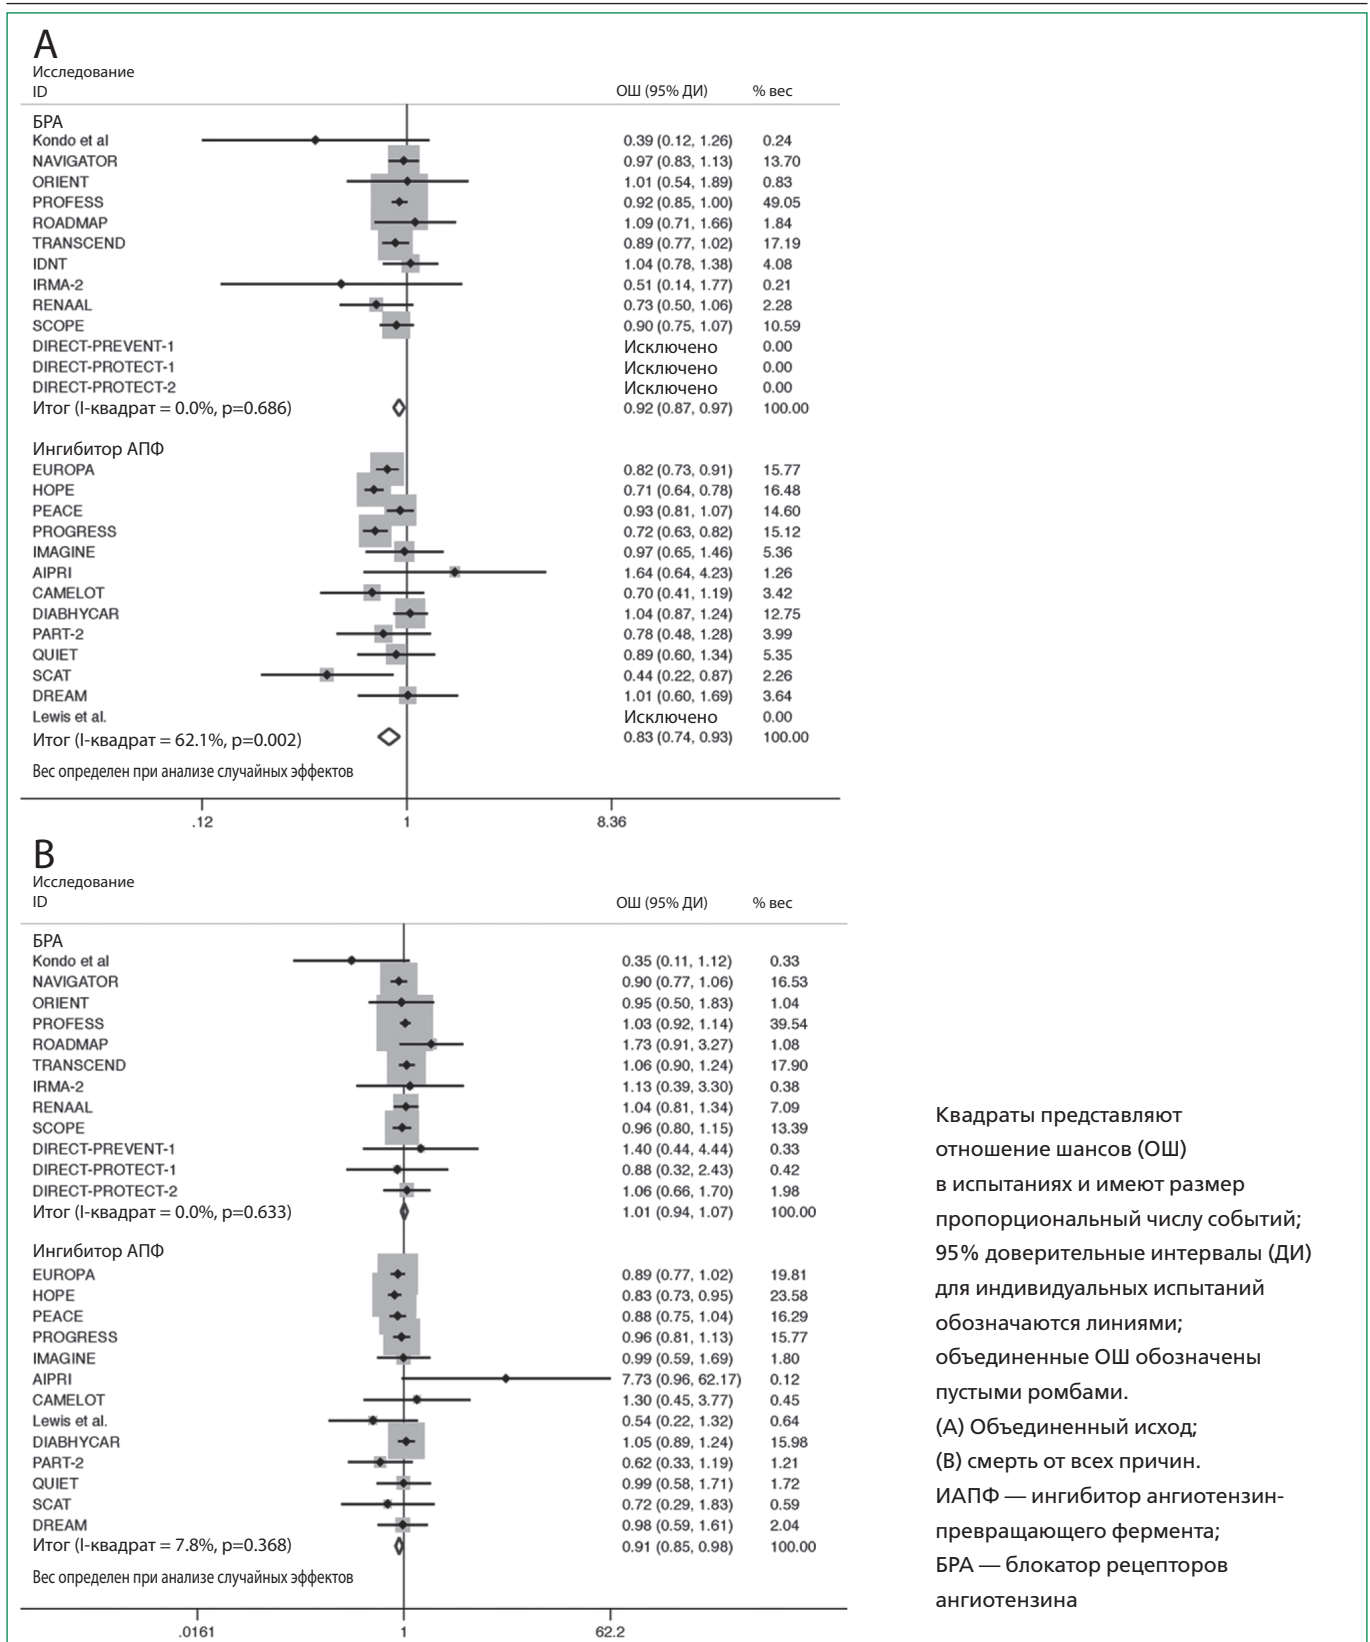 A
Исследование
ID ОШ (95% ДИ) % вес
БРА
Kondo et al 0.39 (0.12, 1.26) 0.24
NAVIGATOR 0.97 (0.83, 1.13) 13.70
ORIENT 1.01 (0.54, 1.89) 0.83
PROFESS 0.92 (0.85, 1.00) 49.05
ROADMAP 1.09 (0.71, 1.66) 1.84
TRANSCEND 0.89 (0.77, 1.02) 17.19
IDNT 1.04 (0.78, 1.38) 4.08
IRMA-2 0.51 (0.14, 1.77) 0.21
RENAAL 0.73 (0.50, 1.06) 2.28
SCOPE 0.90 (0.75, 1.07) 10.59
DIRECT-PREVENT-1 Исключено 0.00
DIRECT-PROTECT-1 Исключено 0.00
DIRECT-PROTECT-2 Исключено 0.00
Итог (I-квадрат = 0.0%, p=0.686) 0.92 (0.87, 0.97) 100.00
Ингибитор АПФ
EUROPA 0.82 (0.73, 0.91) 15.77
HOPE 0.71 (0.64, 0.78) 16.48
PEACE 0.93 (0.81, 1.07) 14.60
PROGRESS 0.72 (0.63, 0.82) 15.12
IMAGINE 0.97 (0.65, 1.46) 5.36
AIPRI 1.64 (0.64, 4.23) 1.26
CAMELOT 0.70 (0.41, 1.19) 3.42
DIABHYCAR 1.04 (0.87, 1.24) 12.75
PART-2 0.78 (0.48, 1.28) 3.99
QUIET 0.89 (0.60, 1.34) 5.35
SCAT 0.44 (0.22, 0.87) 2.26
DREAM 1.01 (0.60, 1.69) 3.64
Lewis et al. Исключено 0.00
Итог (I-квадрат = 62.1%, p=0.002) 0.83 (0.74, 0.93) 100.00
Вес определен при анализе случайных эффектов
.12 1 8.36
B
Исследование
ID ОШ (95% ДИ) % вес
БРА
Kondo et al 0.35 (0.11, 1.12) 0.33
NAVIGATOR 0.90 (0.77, 1.06) 16.53
ORIENT 0.95 (0.50, 1.83) 1.04
PROFESS 1.03 (0.92, 1.14) 39.54
ROADMAP 1.73 (0.91, 3.27) 1.08
TRANSCEND 1.06 (0.90, 1.24) 17.90
IRMA-2 1.13 (0.39, 3.30) 0.38
RENAAL 1.04 (0.81, 1.34) 7.09
SCOPE 0.96 (0.80, 1.15) 13.39
DIRECT-PREVENT-1 1.40 (0.44, 4.44) 0.33
DIRECT-PROTECT-1 0.88 (0.32, 2.43) 0.42
DIRECT-PROTECT-2 1.06 (0.66, 1.70) 1.98
Итог (I-квадрат = 0.0%, p=0.633) 1.01 (0.94, 1.07) 100.00
Ингибитор АПФ
EUROPA 0.89 (0.77, 1.02) 19.81
HOPE 0.83 (0.73, 0.95) 23.58
PEACE 0.88 (0.75, 1.04) 16.29
PROGRESS 0.96 (0.81, 1.13) 15.77
IMAGINE 0.99 (0.59, 1.69) 1.80
AIPRI 7.73 (0.96, 62.17) 0.12
CAMELOT 1.30 (0.45, 3.77) 0.45
Lewis et al. 0.54 (0.22, 1.32) 0.64
DIABHYCAR 1.05 (0.89, 1.24) 15.98
PART-2 0.62 (0.33, 1.19) 1.21
QUIET 0.99 (0.58, 1.71) 1.72
SCAT 0.72 (0.29, 1.83) 0.59
DREAM 0.98 (0.59, 1.61) 2.04
Итог (I-квадрат = 7.8%, p=0.368) 0.91 (0.85, 0.98) 100.00
Вес определен при анализе случайных эффектов
.0161 1 62.2
Квадраты представляют
отношение шансов (ОШ)
в испытаниях и имеют размер
пропорциональный числу событий;
95% доверительные интервалы (ДИ)
для индивидуальных испытаний
обозначаются линиями;
объединенные ОШ обозначены
пустыми ромбами.
(А) Объединенный исход;
(В) смерть от всех причин.
ИАПФ — ингибитор ангиотензин-
превращающего фермента;
БРА — блокатор рецепторов
ангиотензина